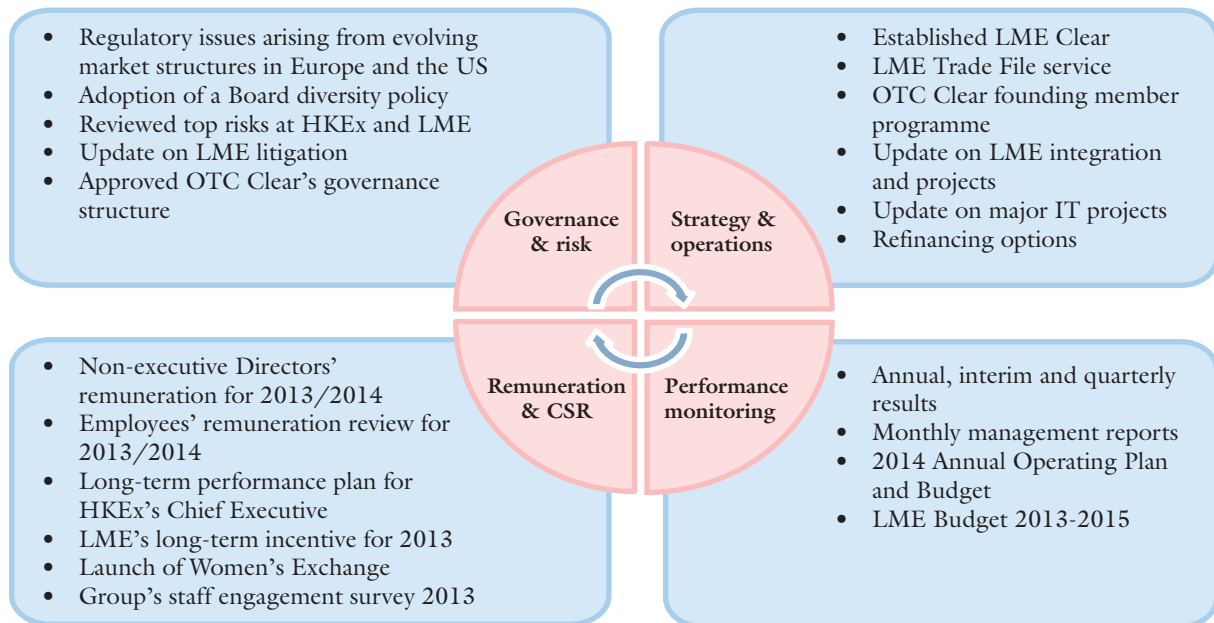 • Regulatory issues arising from evolving
market structures in Europe and the US
• Adoption of a Board diversity policy
• Reviewed top risks at HKEx and LME
• Update on LME litigation
• Approved OTC Clear's governance
structure
• Established LME Clear
• LME Trade File service
• OTC Clear founding member
programme
• Update on LME integration
and projects
• Update on major IT projects
• Refinancing options
Governance
& risk
Strategy &
operations
Remuneration
& CSR
Performance
monitoring
• Non-executive Directors'
remuneration for 2013/2014
• Employees' remuneration review for
2013/2014
• Long-term performance plan for
HKEx's Chief Executive
• LME's long-term incentive for 2013
• Launch of Women's Exchange
• Group's staff engagement survey 2013
• Annual, interim and quarterly
results
• Monthly management reports
• 2014 Annual Operating Plan
and Budget
• LME Budget 2013-2015